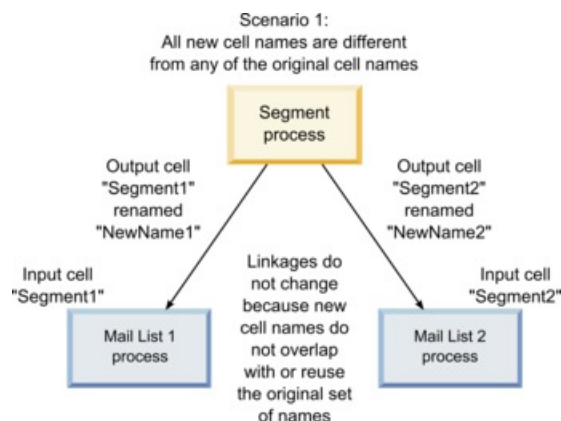 Scenario 1:
All new cell names are different
from any of the original cell names
Segment
process
Output cell
"Segment1"
renamed
"NewName1"
Output cell
"Segment2"
renamed
"NewName2"
Input cell
"Segment1"
Linkages do
not change
because new
cell names do
not overlap
with or reuse
the original set
of names
Input cell
"Segment2"
Mail List 1
process
Mail List 2
process